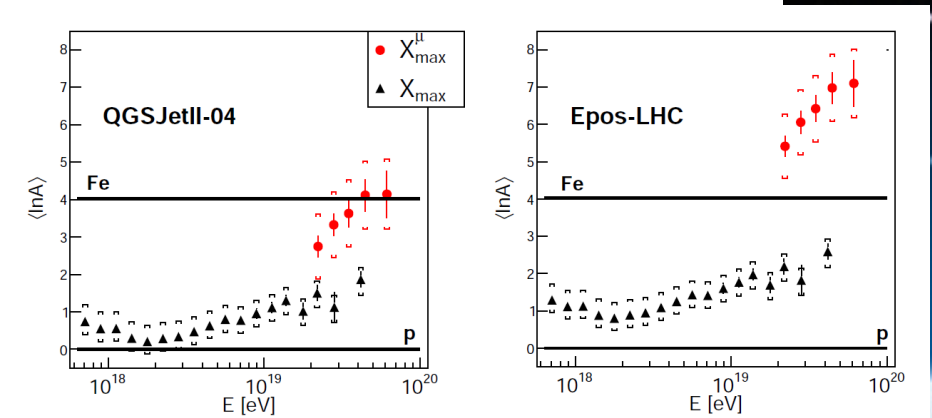 X^μ_max
X_max
QGSJetII-04
Fe
p
⟨lnA⟩
8
7
6
5
4
3
2
1
0
10^18
10^19
10^20
E [eV]
Epos-LHC
Fe
p
⟨lnA⟩
8
7
6
5
4
3
2
1
0
10^18
10^19
10^20
E [eV]